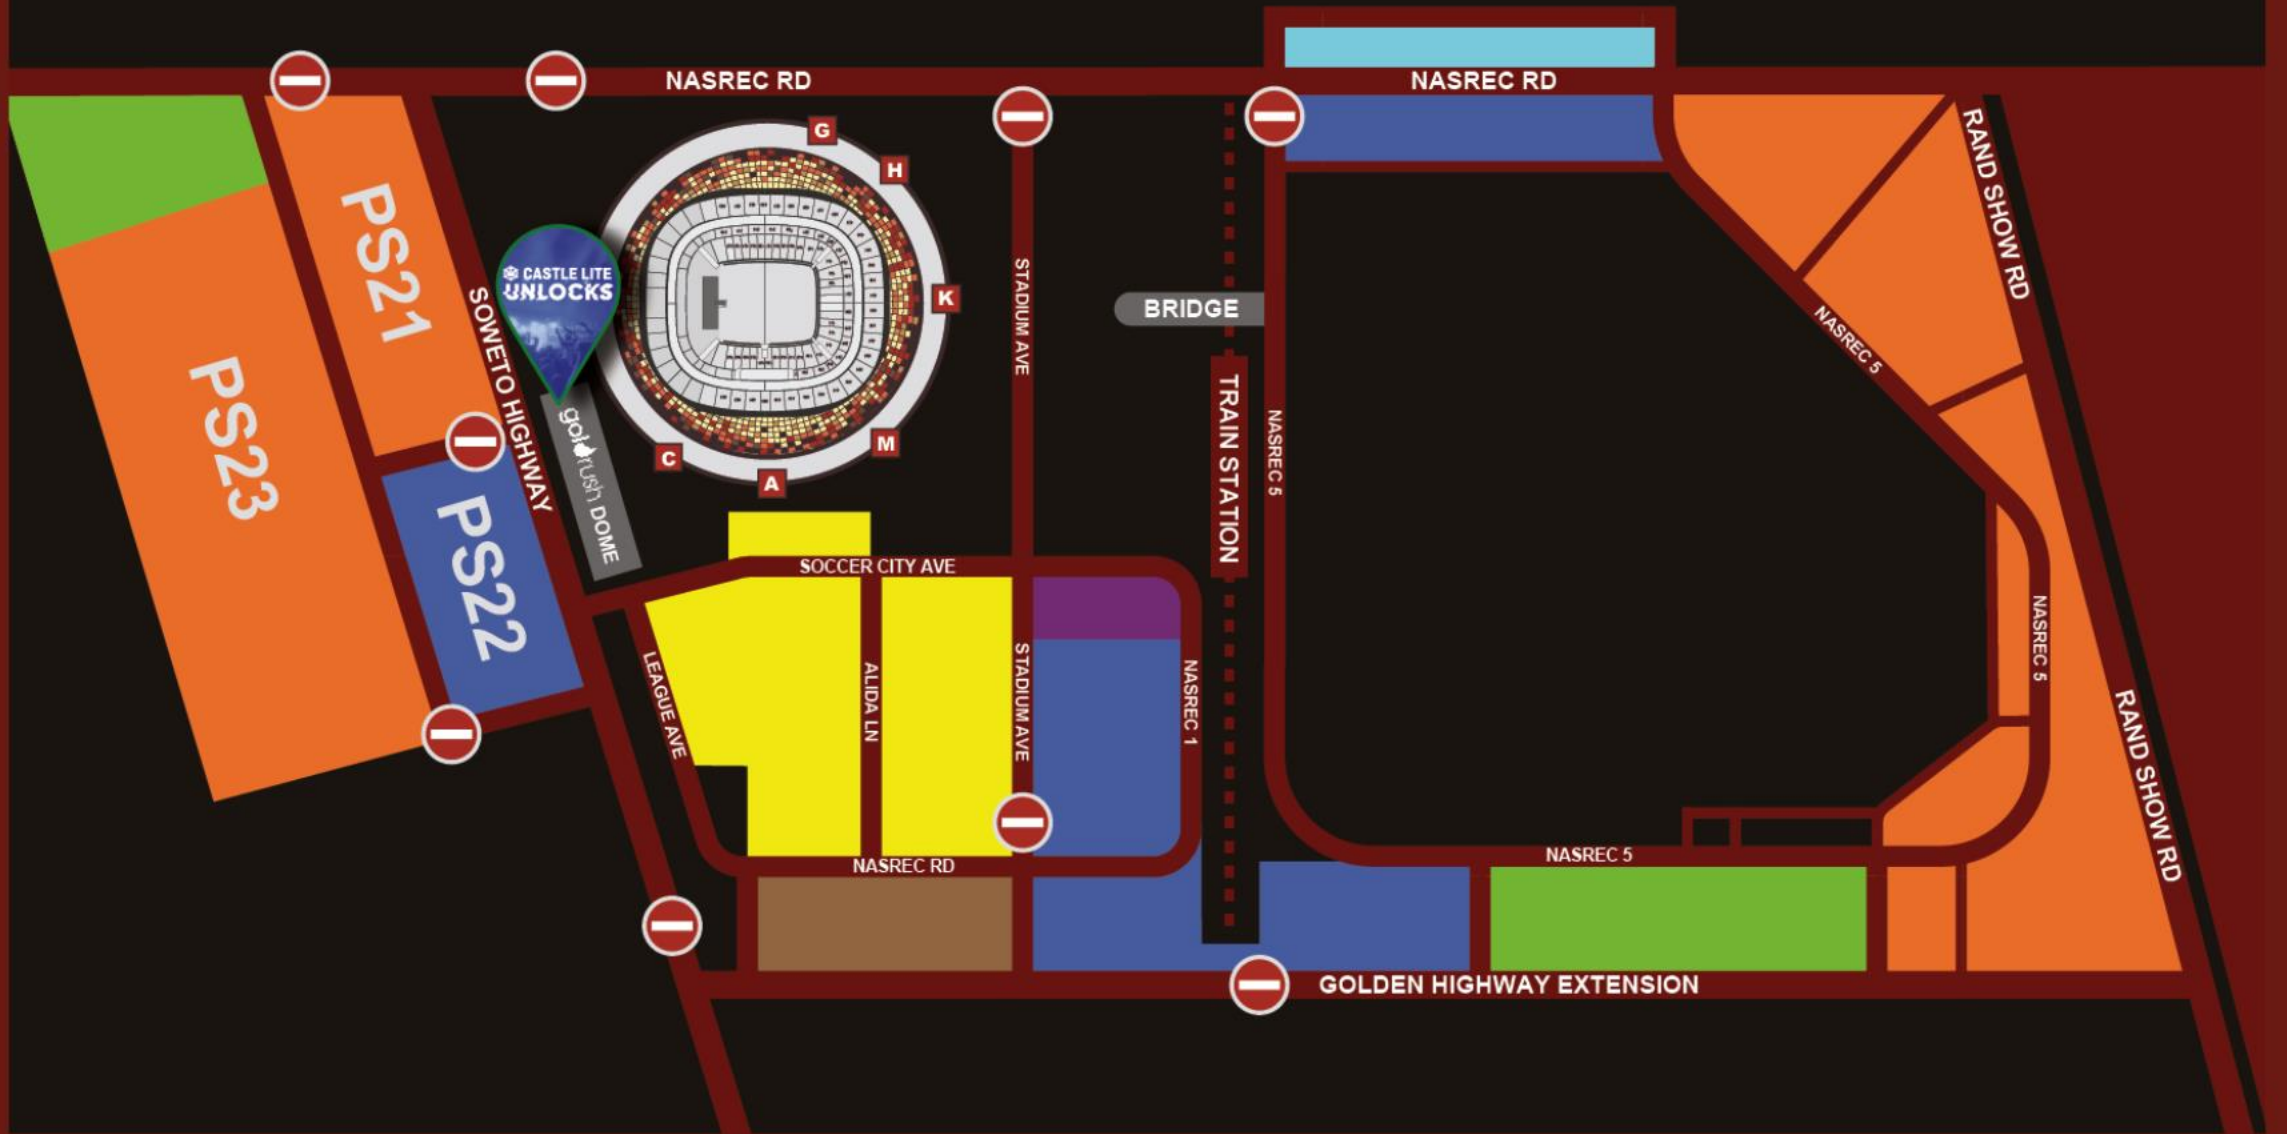 NASREC RD
NASREC RD
G
H
K
M
A
C
RAND SHOW RD
PS21
PS23
PS22
SOWETO HIGHWAY
CASTLE LITE
UNLOCKS
goldrush DOME
STADIUM AVE
BRIDGE
TRAIN STATION
NASREC 5
NASREC 5
SOCCER CITY AVE
NASREC 5
LEAGUE AVE
ALIDA LN
STADIUM AVE
NASREC 1
RAND SHOW RD
NASREC RD
NASREC 5
GOLDEN HIGHWAY EXTENSION